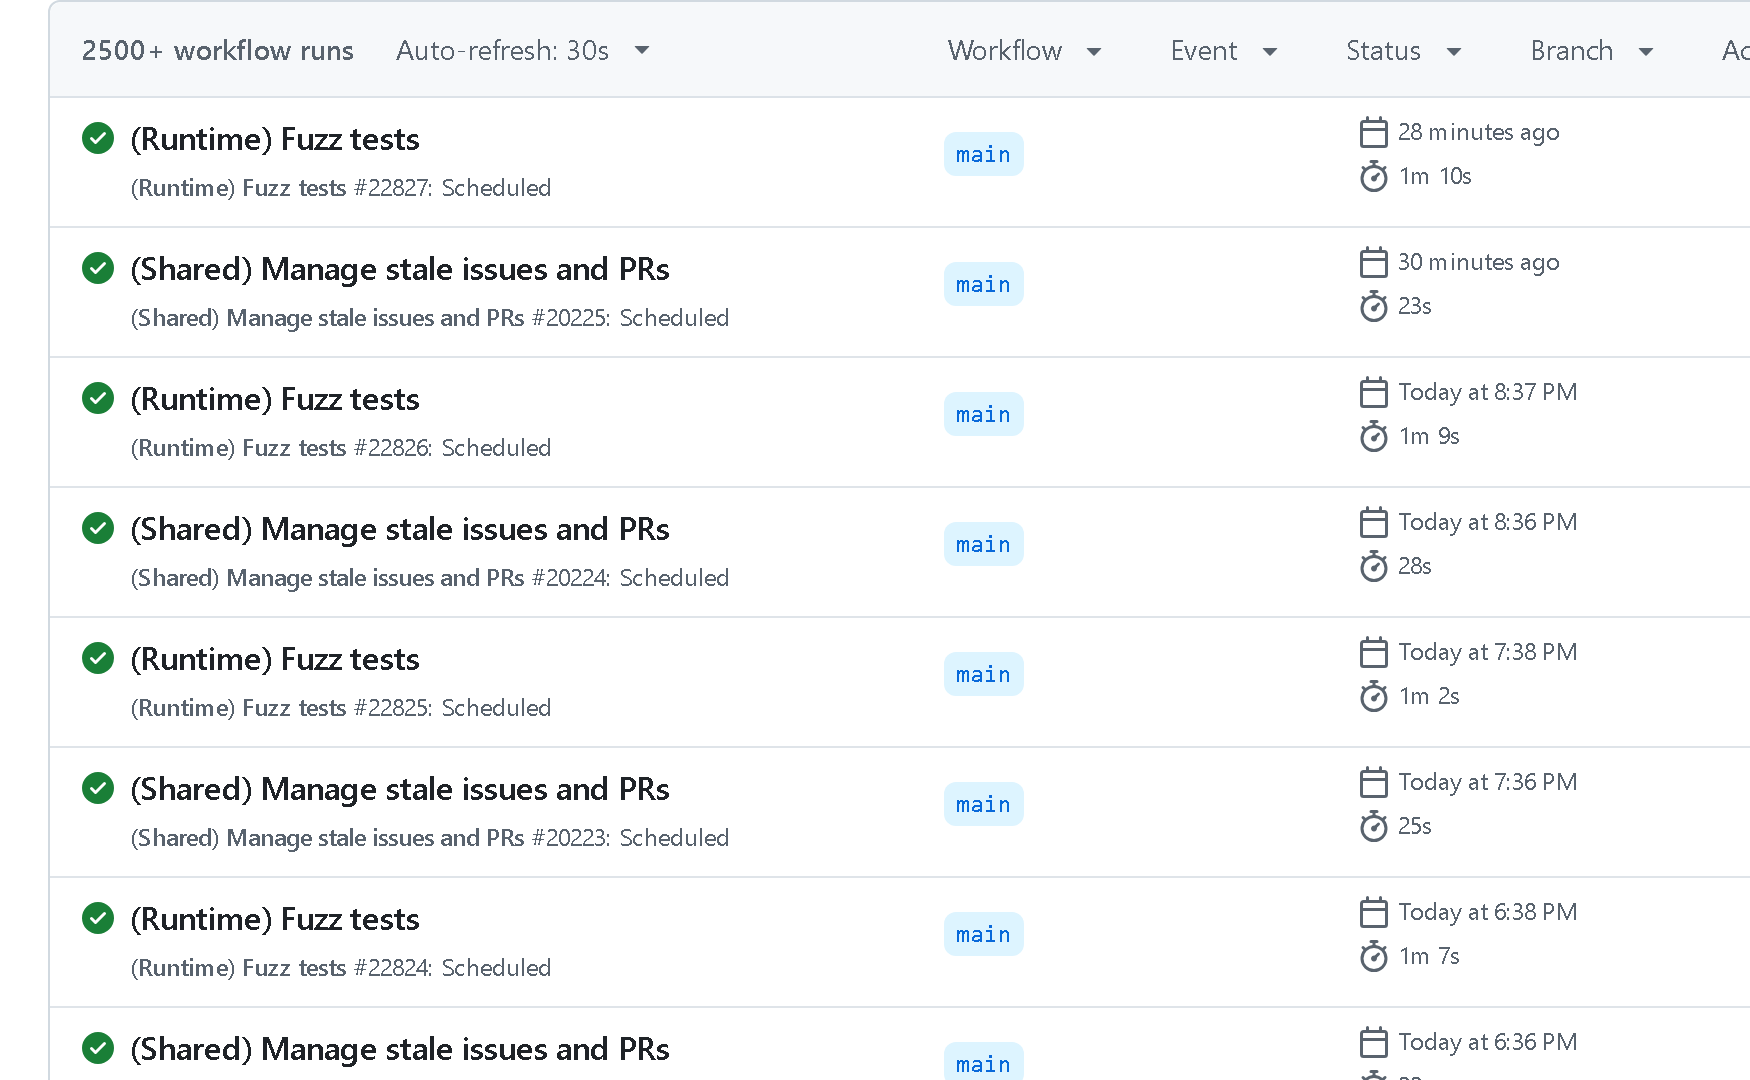 2500+ workflow runs Auto-refresh: 30s Workflow Event Status Branch
(Runtime) Fuzz tests
(Runtime) Fuzz tests #22827: Scheduled
main
28 minutes ago
1m 10s
(Shared) Manage stale issues and PRs
(Shared) Manage stale issues and PRs #20225: Scheduled
main
30 minutes ago
23s
(Runtime) Fuzz tests
(Runtime) Fuzz tests #22826: Scheduled
main
Today at 8:37 PM
1m 9s
(Shared) Manage stale issues and PRs
(Shared) Manage stale issues and PRs #20224: Scheduled
main
Today at 8:36 PM
28s
(Runtime) Fuzz tests
(Runtime) Fuzz tests #22825: Scheduled
main
Today at 7:38 PM
1m 2s
(Shared) Manage stale issues and PRs
(Shared) Manage stale issues and PRs #20223: Scheduled
main
Today at 7:36 PM
25s
(Runtime) Fuzz tests
(Runtime) Fuzz tests #22824: Scheduled
main
Today at 6:38 PM
1m 7s
(Shared) Manage stale issues and PRs
main
Today at 6:36 PM